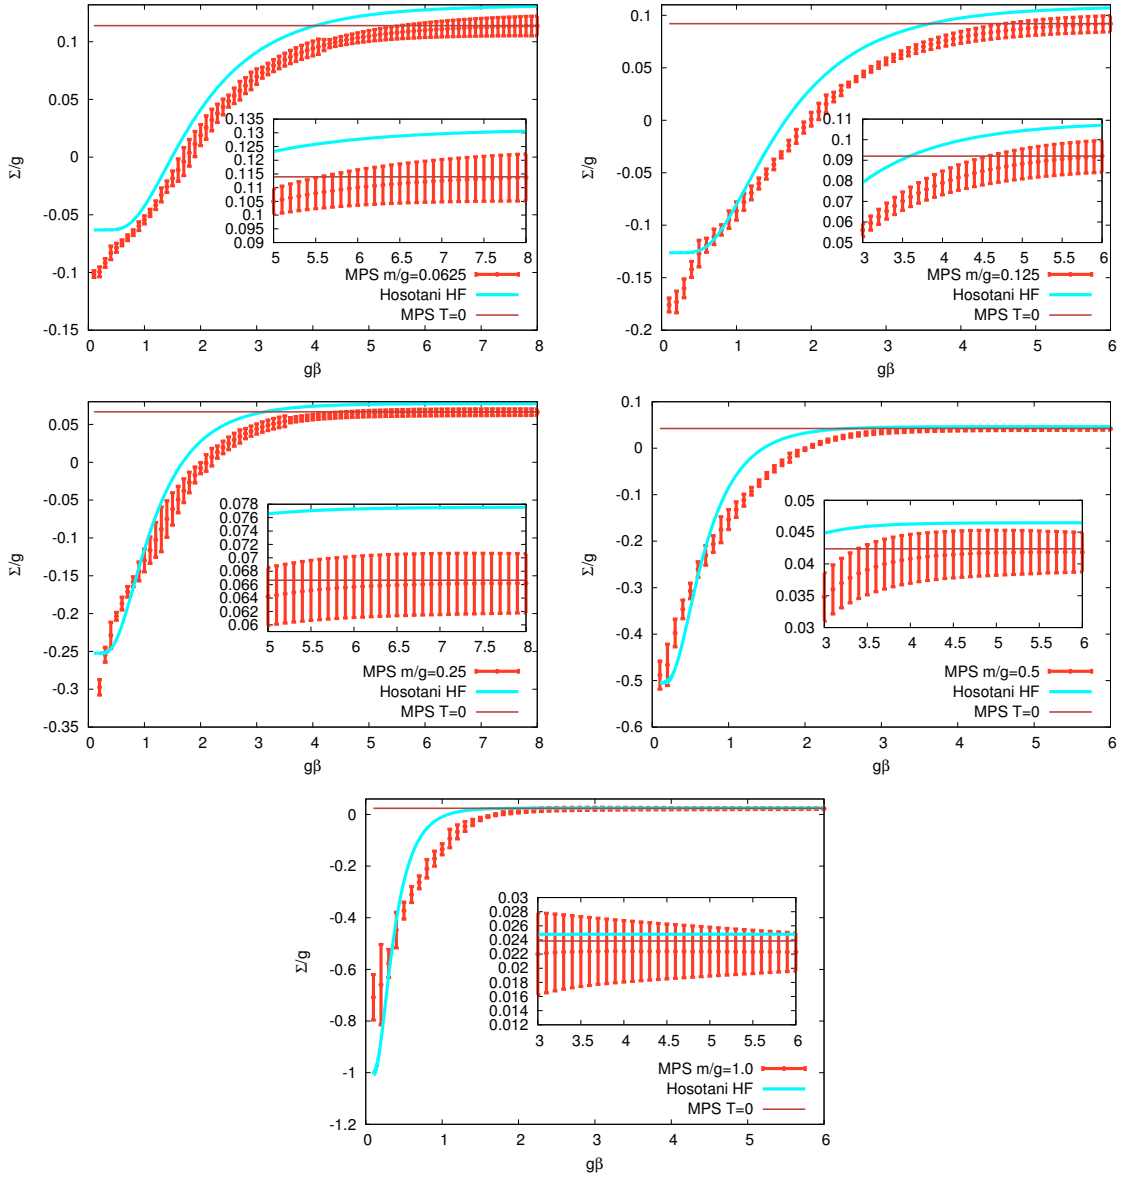 0.1
0.05
0
-0.05
-0.1
-0.15
Σ/g
0 1 2 3 4 5 6 7 8
gβ
0.135
0.13
0.125
0.12
0.115
0.11
0.105
0.1
0.095
0.09
5 5.5 6 6.5 7 7.5 8
MPS m/g=0.0625
Hosotani HF
MPS T=0
0.1
0.05
0
-0.05
-0.1
-0.15
-0.2
Σ/g
0 1 2 3 4 5 6
gβ
0.11
0.1
0.09
0.08
0.07
0.06
0.05
3 3.5 4 4.5 5 5.5 6
MPS m/g=0.125
Hosotani HF
MPS T=0
0.05
0
-0.05
-0.1
-0.15
-0.2
-0.25
-0.3
-0.35
Σ/g
0 1 2 3 4 5 6 7 8
gβ
0.078
0.076
0.074
0.072
0.07
0.068
0.066
0.064
0.062
0.06
5 5.5 6 6.5 7 7.5 8
MPS m/g=0.25
Hosotani HF
MPS T=0
0.1
0
-0.1
-0.2
-0.3
-0.4
-0.5
-0.6
Σ/g
0 1 2 3 4 5 6
gβ
0.05
0.045
0.04
0.035
0.03
3 3.5 4 4.5 5 5.5 6
MPS m/g=0.5
Hosotani HF
MPS T=0
0
-0.2
-0.4
-0.6
-0.8
-1
-1.2
Σ/g
0 1 2 3 4 5 6
gβ
0.03
0.028
0.026
0.024
0.022
0.02
0.018
0.016
0.014
0.012
3 3.5 4 4.5 5 5.5 6
MPS m/g=1.0
Hosotani HF
MPS T=0